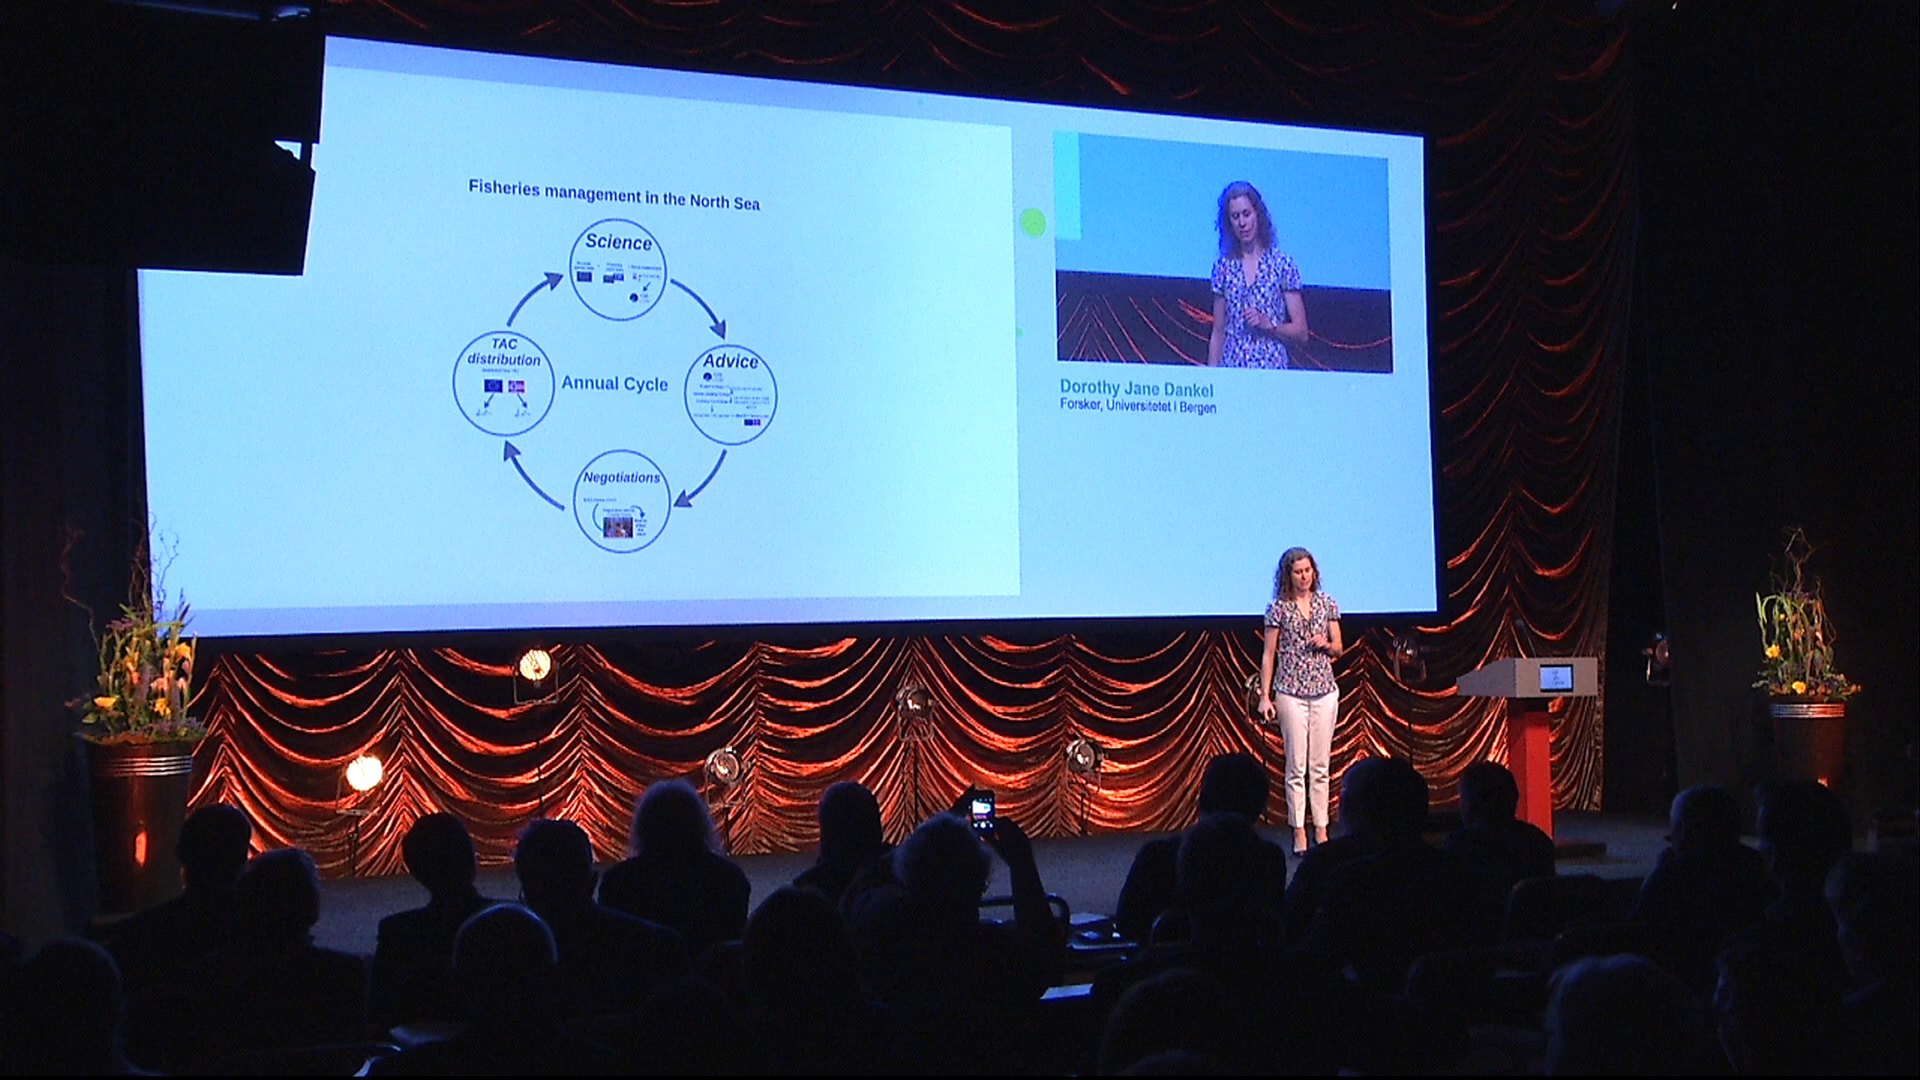 Fisheries management in the North Sea
Science
TAC
distribution
Annual Cycle
Advice
Negotiations
Dorothy Jane Dankel
Forsker, Universitetet i Bergen